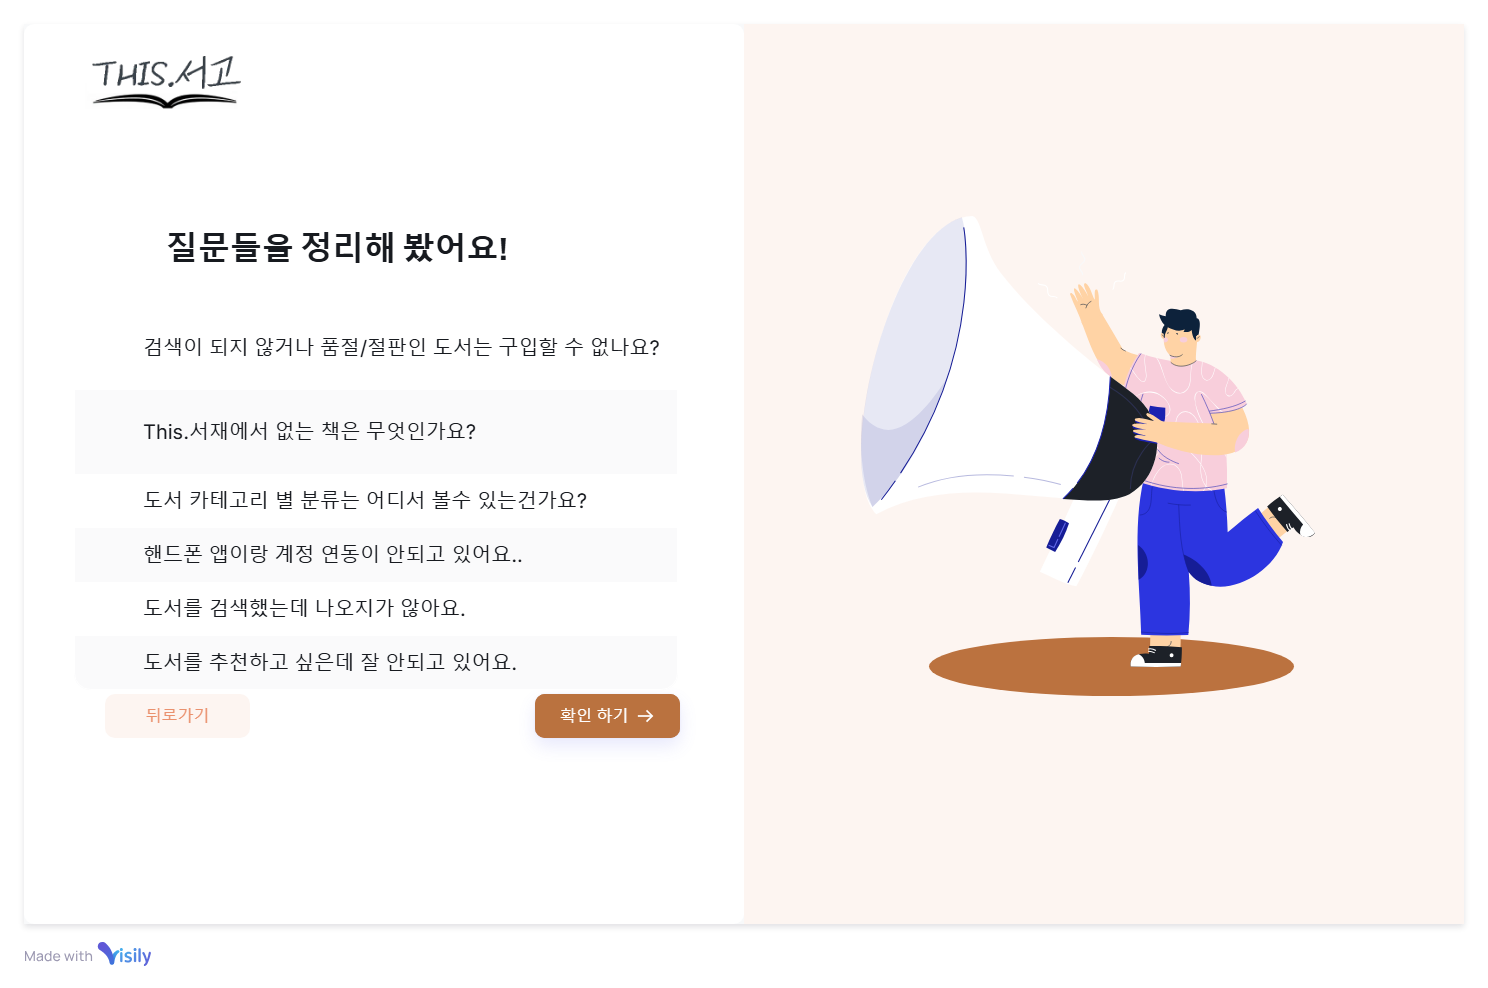 THIS.서고
질문들을 정리해 봤어요!
검색이 되지 않거나 품절/절판인 도서는 구입할 수 없나요?
This.서재에서 없는 책은 무엇인가요?
도서 카테고리 별 분류는 어디서 볼수 있는건가요?
핸드폰 앱이랑 계정 연동이 안되고 있어요..
도서를 검색했는데 나오지가 않아요.
도서를 추천하고 싶은데 잘 안되고 있어요.
뒤로가기
확인 하기
Made with Visily